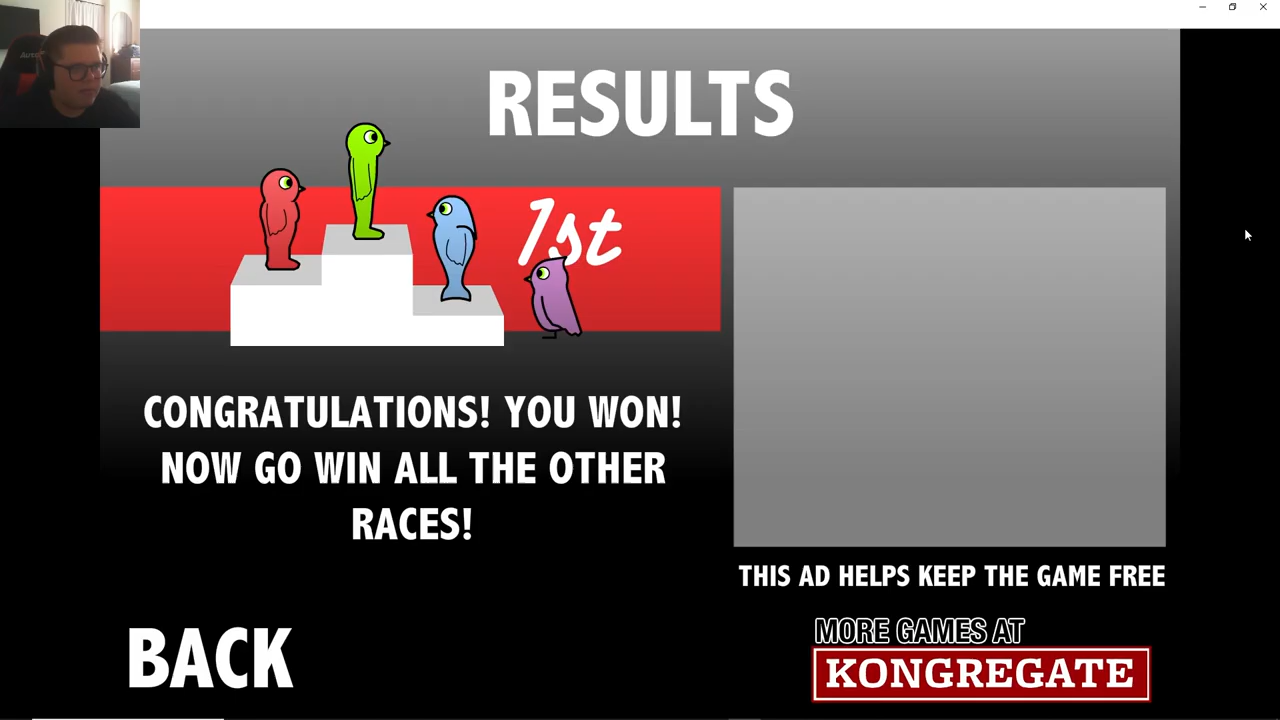 RESULTS
1st
CONGRATULATIONS! YOU WON!
NOW GO WIN ALL THE OTHER
RACES!
THIS AD HELPS KEEP THE GAME FREE
BACK
MORE GAMES AT
KONGREGATE